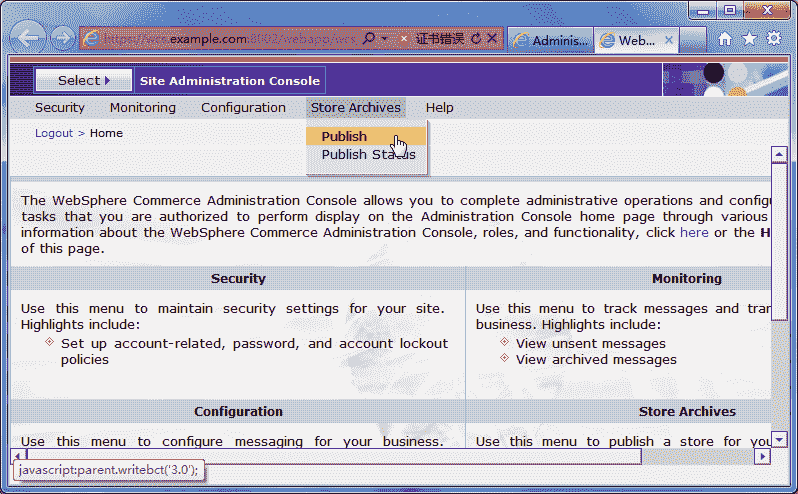 https://wcs.example.com:8002/webapp/wcs 证书错误 Adminis... Web...
Select Site Administration Console
Security Monitoring Configuration Store Archives Help
Logout > Home
Publish
Publish Status
The WebSphere Commerce Administration Console allows you to complete administrative operations and config
tasks that you are authorized to perform display on the Administration Console home page through various
information about the WebSphere Commerce Administration Console, roles, and functionality, click here or the H
of this page.
Security Monitoring
Use this menu to maintain security settings for your site.
Highlights include:
Set up account-related, password, and account lockout
policies
Use this menu to track messages and tran
business. Highlights include:
View unsent messages
View archived messages
Configuration Store Archives
Use this menu to configure messaging for your business.
Use this menu to publish a store for you
javascript:parent.writebct('3.0');